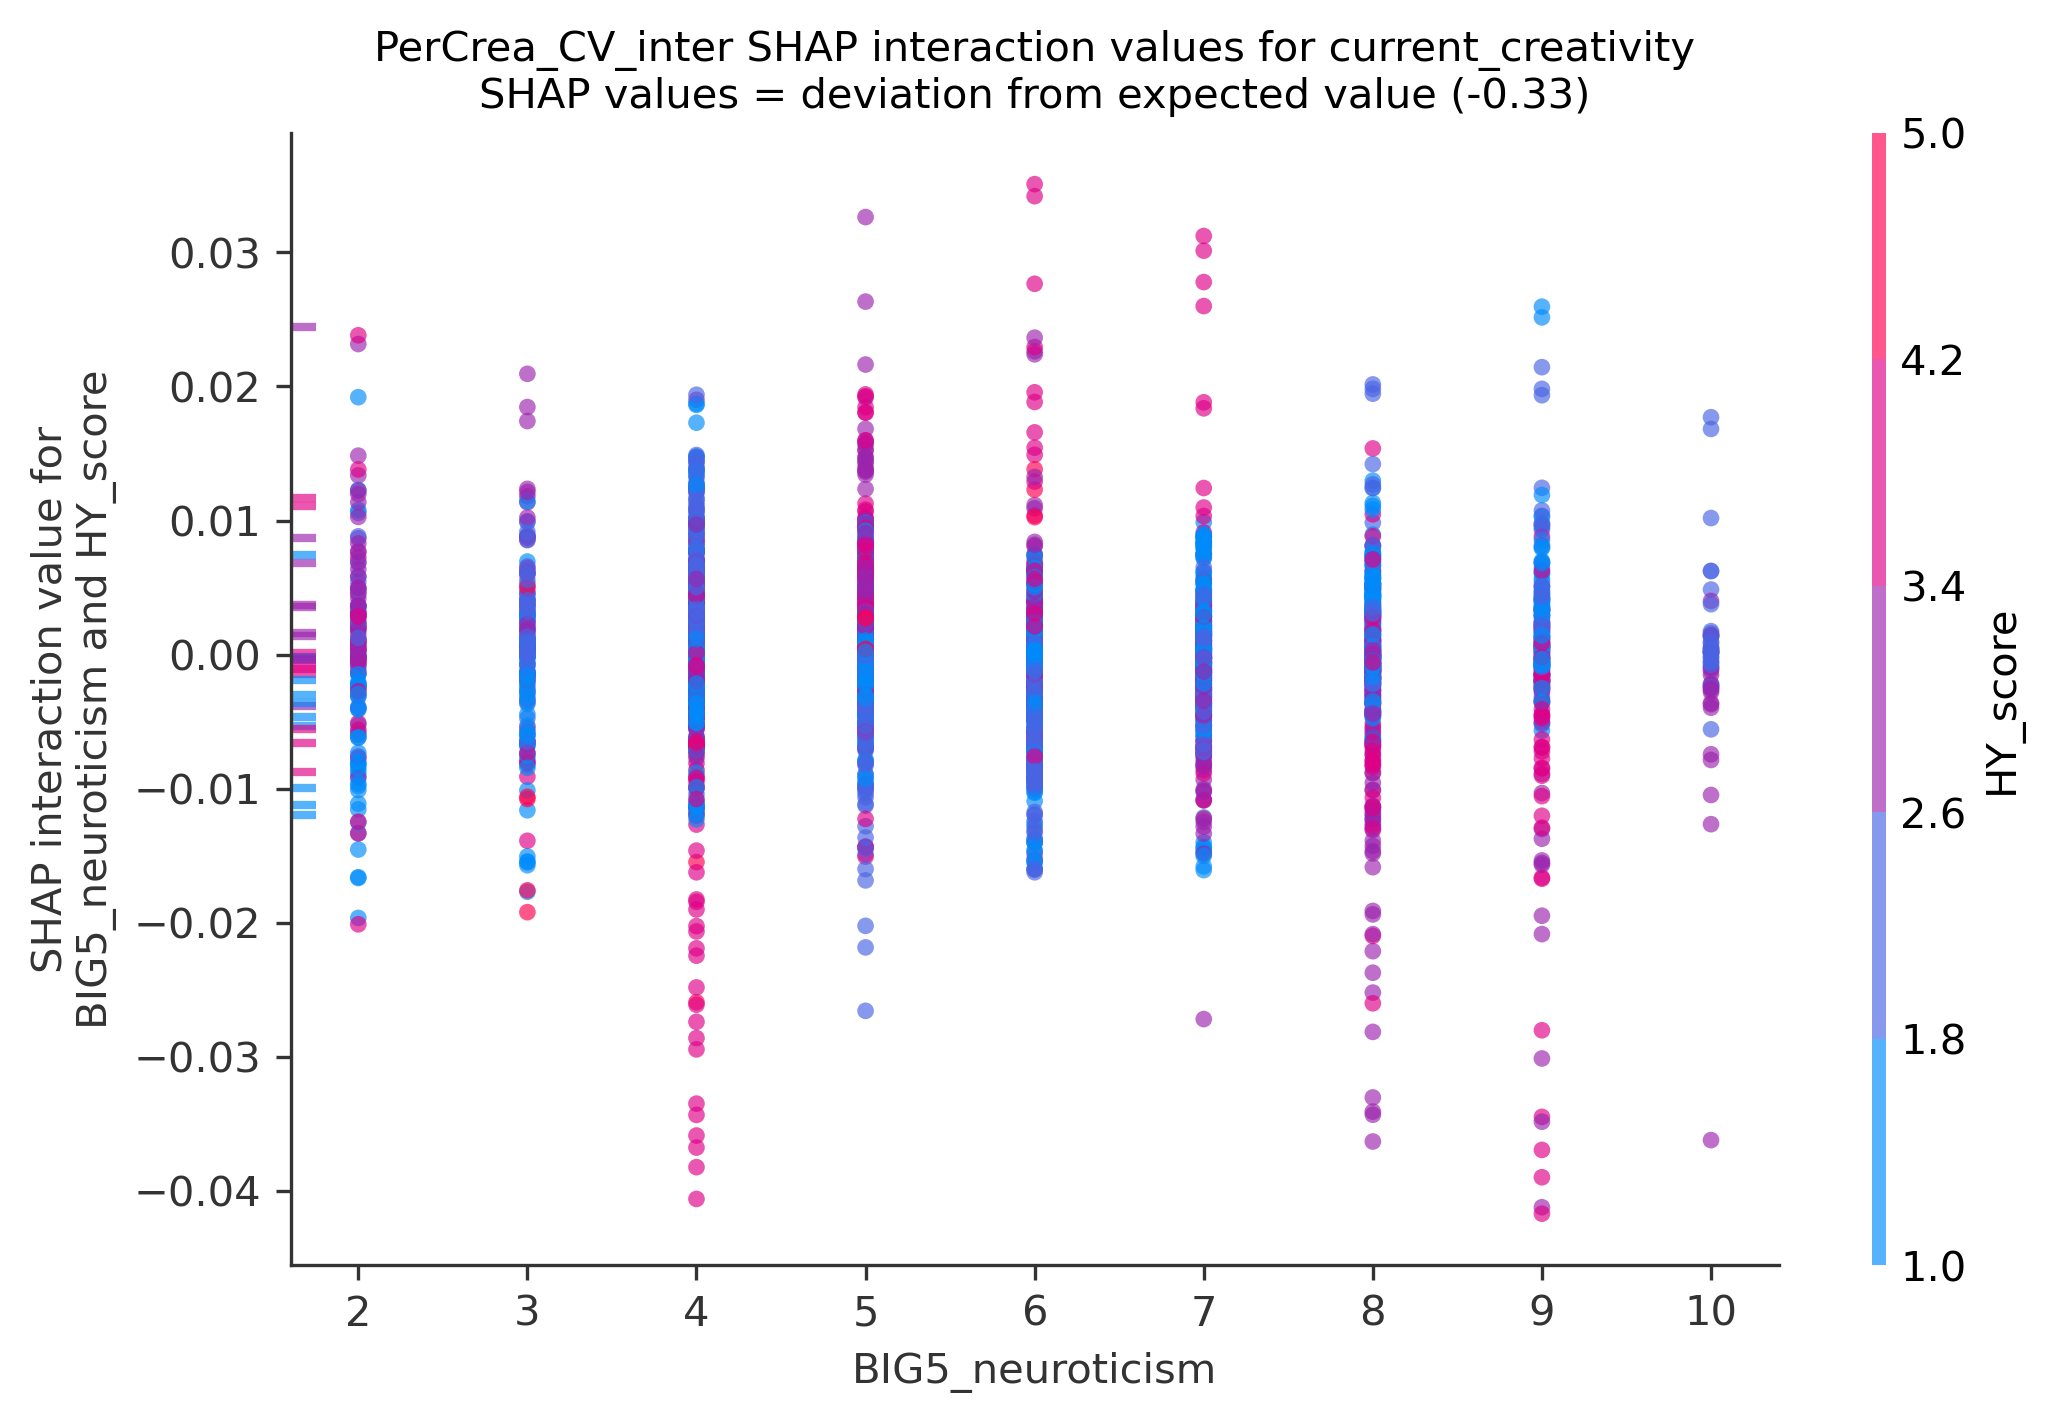 PerCrea_CV_inter SHAP interaction values for current_creativity
SHAP values = deviation from expected value (-0.33)
SHAP interaction value for
BIG5_neuroticism and HY_score
0.03
0.02
0.01
0.00
−0.01
−0.02
−0.03
−0.04
2 3 4 5 6 7 8 9 10
BIG5_neuroticism
5.0
4.2
3.4
2.6
1.8
1.0
HY_score